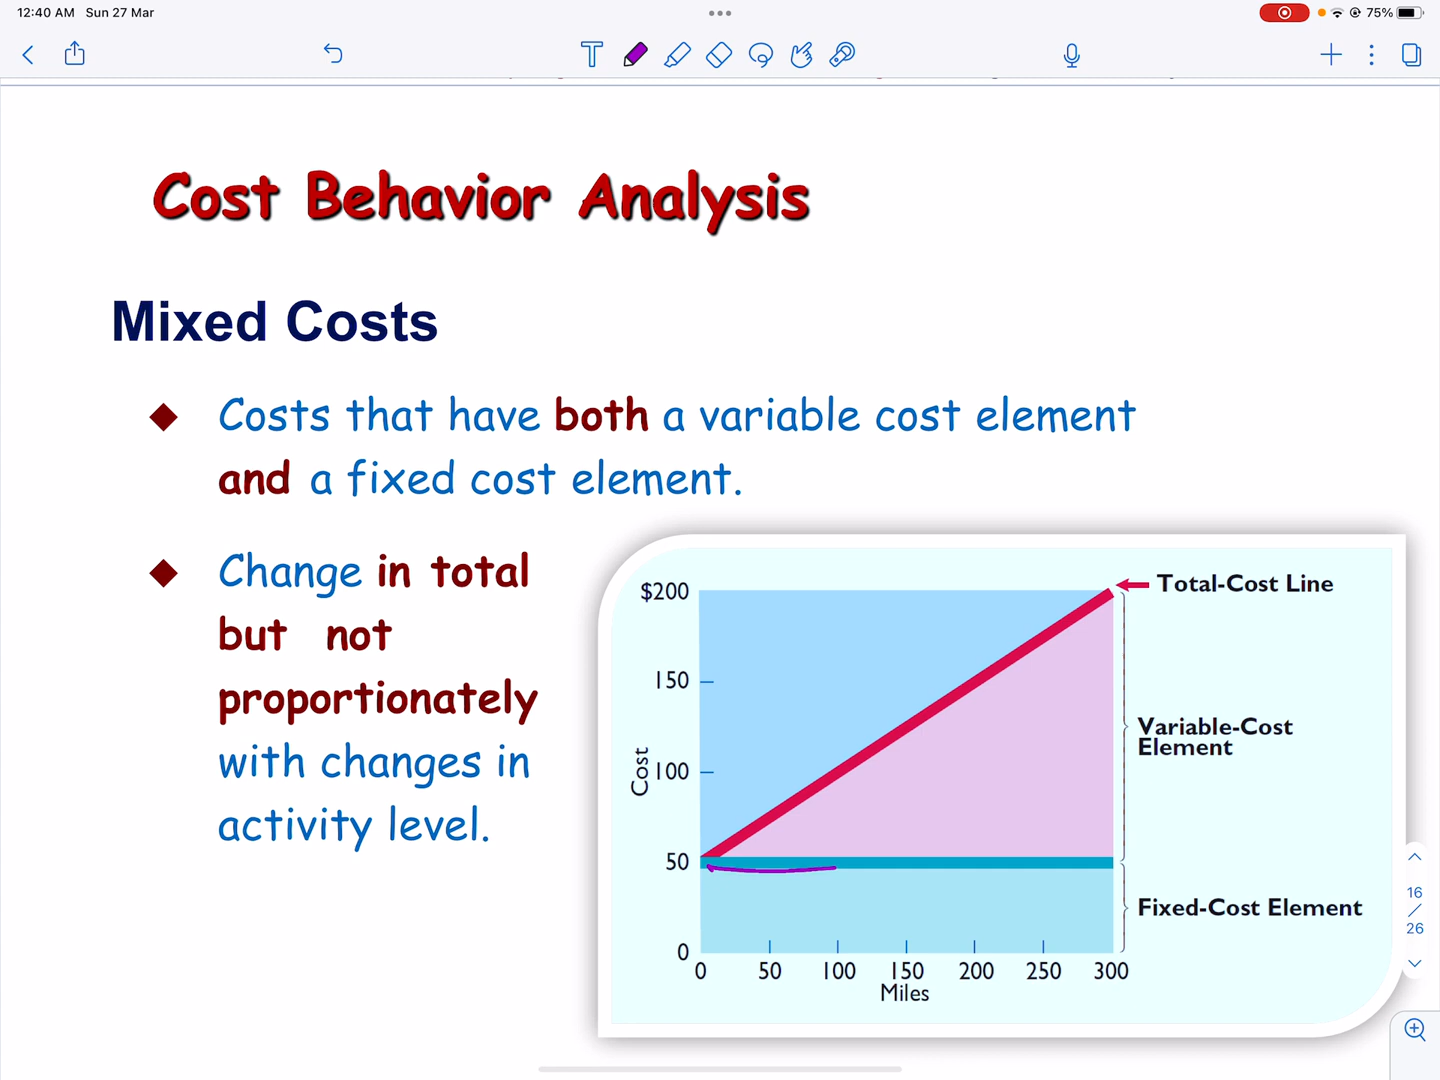 12:40 AM Sun 27 Mar
75%
T
Cost Behavior Analysis
Mixed Costs
Costs that have both a variable cost element
and a fixed cost element.
Change in total
but not
proportionately
with changes in
activity level.
$200
150
100
50
0
Cost
0 50 100 150 200 250 300
Miles
Total-Cost Line
Variable-Cost
Element
Fixed-Cost Element
16
/
26